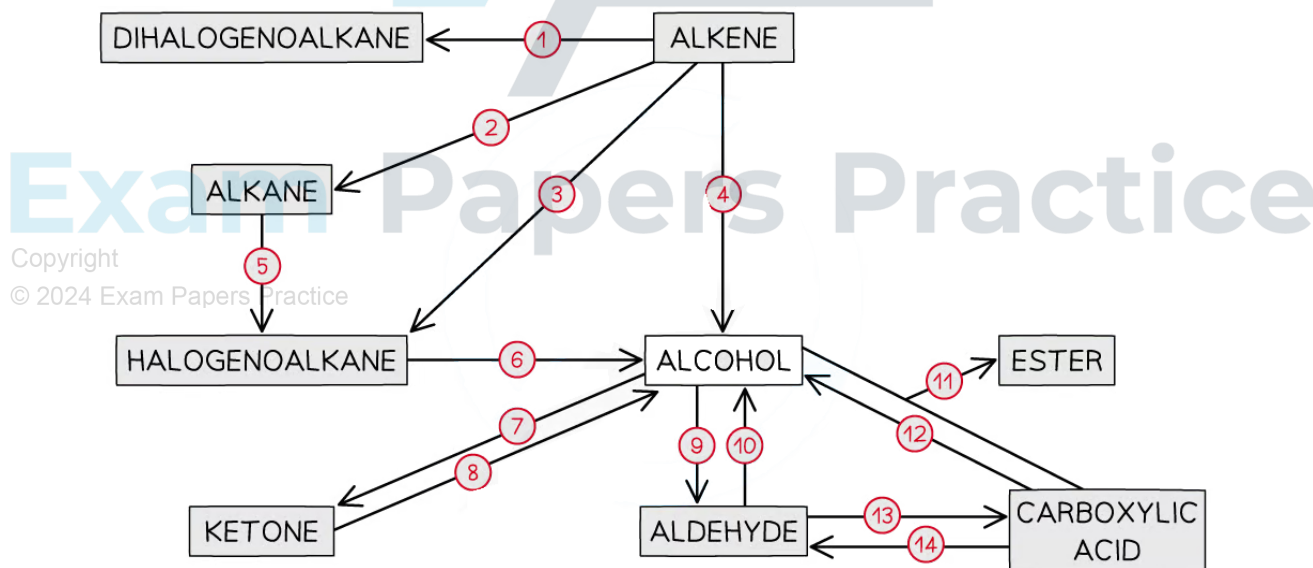 DIHALOGENOALKANE 1 ALKENE
2
ALKANE 3 4
Exam Papers Practice
Copyright
5
© 2024 Exam Papers Practice
HALOGENOALKANE 6 ALCOHOL ESTER
11
7 9 10 12
8
KETONE ALDEHYDE 13 CARBOXYLIC
14 ACID